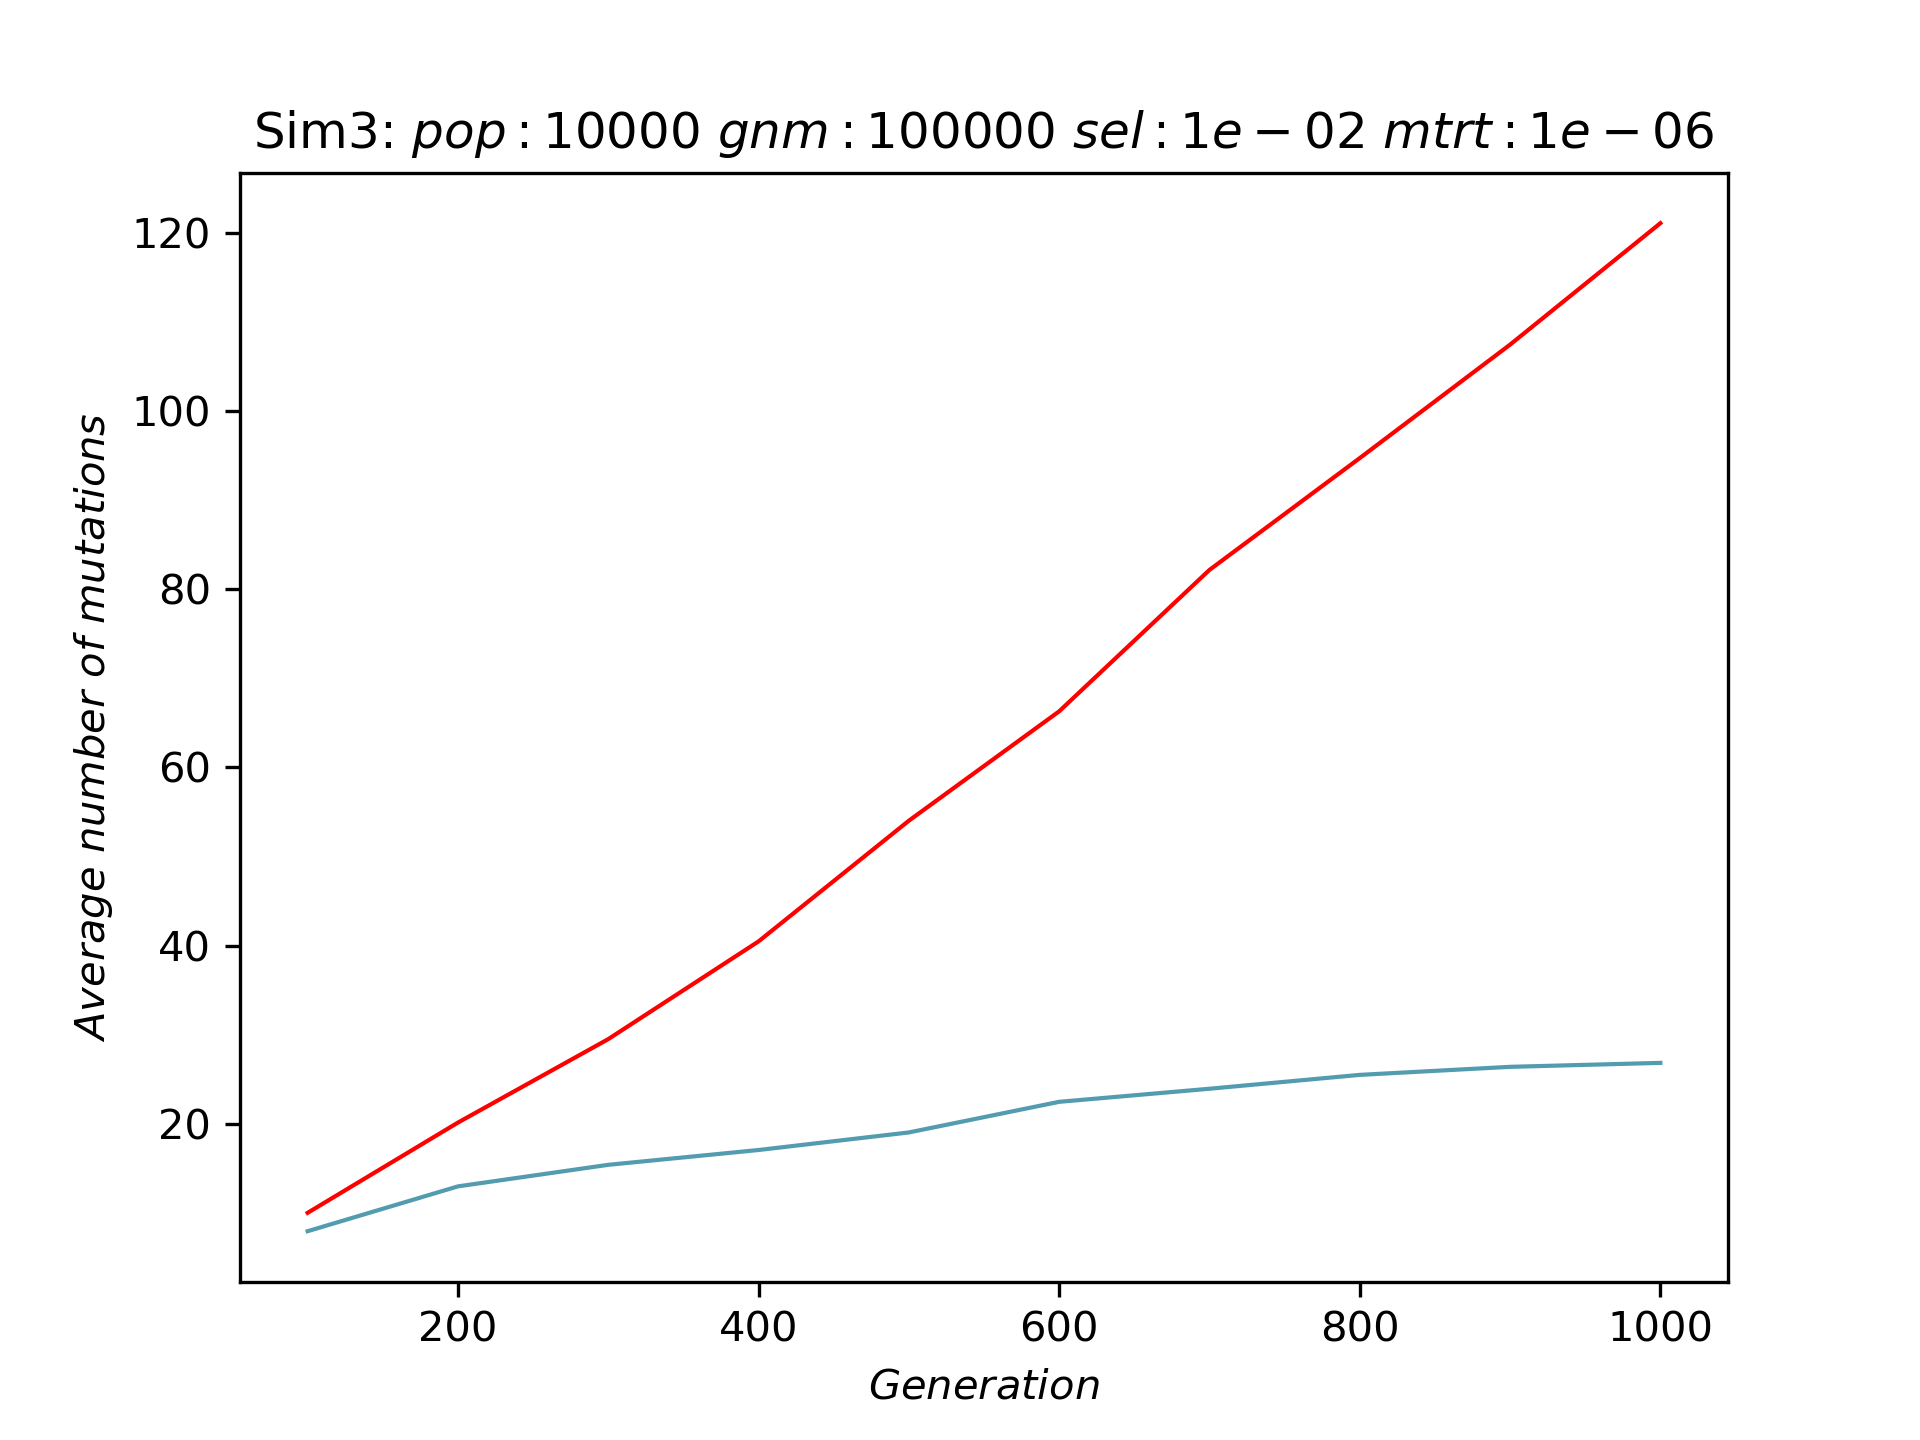 Sim3: pop : 10000 gnm : 100000 sel : 1e − 02 mtrt : 1e − 06
120
100
80
60
40
20
Average number of mutations
200 400 600 800 1000
Generation